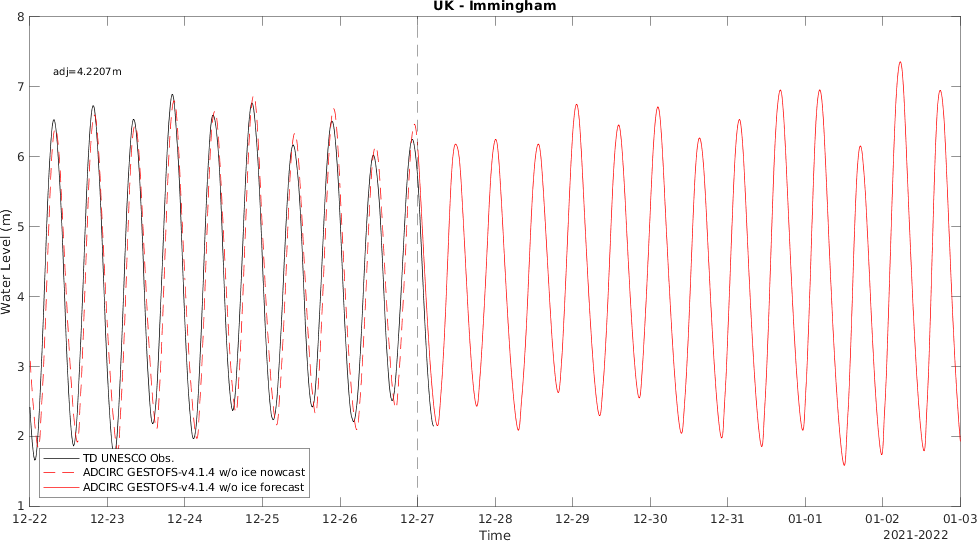 UK - Immingham
8
adj=4.2207m
7
6
5
4
3
2
1
Water Level (m)
TD UNESCO Obs.
ADCIRC GESTOFS-v4.1.4 w/o ice nowcast
ADCIRC GESTOFS-v4.1.4 w/o ice forecast
12-22 12-23 12-24 12-25 12-26 12-27 12-28 12-29 12-30 12-31 01-01 01-02 01-03
Time
2021-2022